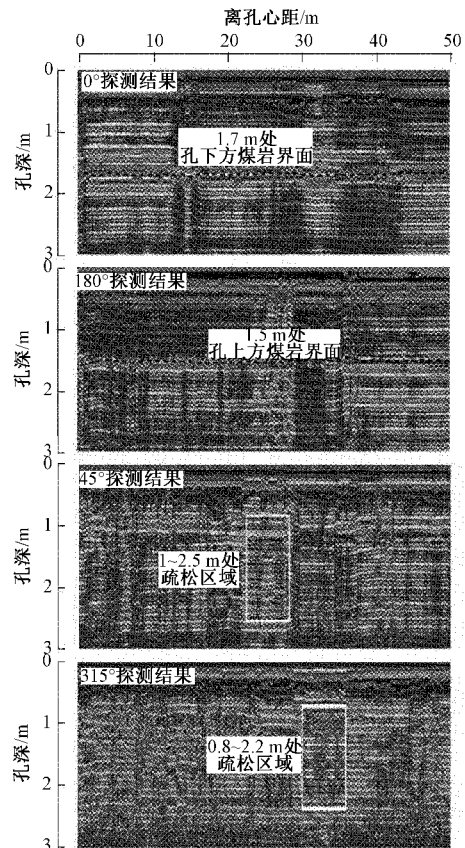 离孔心距/m
0 10 20 30 40 50
0°探测结果
孔深/m
0
1
2
3
1.7 m处
孔下方煤岩界面
180°探测结果
孔深/m
0
1
2
3
1.5 m处
孔上方煤岩界面
45°探测结果
孔深/m
0
1
2
3
1~2.5 m处
疏松区域
315°探测结果
孔深/m
0
1
2
3
0.8~2.2 m处
疏松区域